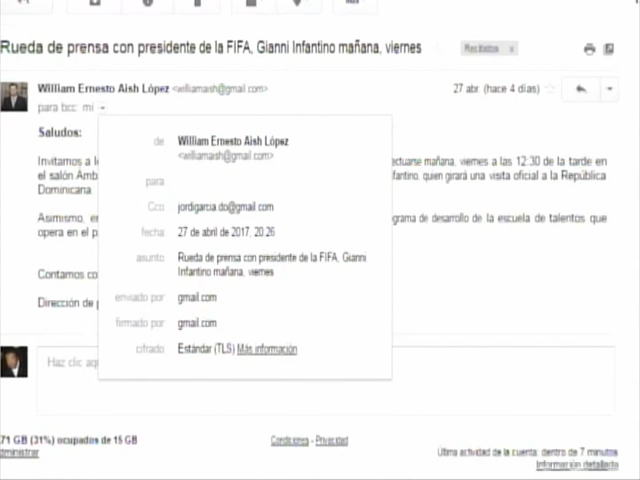 Rueda de prensa con presidente de la FIFA, Gianni Infantino mañana, viernes
Recibidos x
William Ernesto Aish López <williamaish@gmail.com>
27 abr. (hace 4 días)
para bcc: mí
Saludos:
de William Ernesto Aish López
<williamaish@gmail.com>
para
Cco: jordigarcia.do@gmail.com
fecha: 27 de abril de 2017, 20:26
asunto: Rueda de prensa con presidente de la FIFA, Gianni
Infantino mañana, viernes
enviado por gmail.com
firmado por gmail.com
cifrado: Estándar (TLS) Más información
Invitamos a
ectuarse mañana, viernes a las 12:30 de la tarde en
el salón Amb
fantino, quien girará una visita oficial a la República
Dominicana
Asimismo, en
grama de desarrollo de la escuela de talentos que
opera en el p
Contamos co
Dirección de
Haz clic aq
71 GB (31%) ocupados de 15 GB
dministrar
Condiciones - Privacidad
Última actividad de la cuenta: dentro de 7 minutos
Información detallada